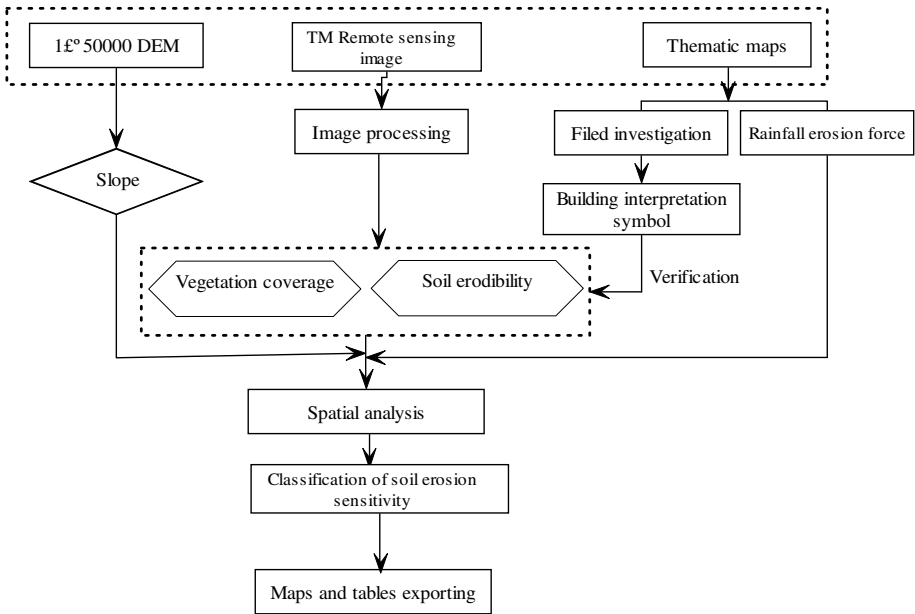 1£º 50000 DEM
TM Remote sensing
image
Thematic maps
Image processing
Filed investigation
Rainfall erosion force
Slope
Building interpretation
symbol
Vegetation coverage
Soil erodibility
Verification
Spatial analysis
Classification of soil erosion
sensitivity
Maps and tables exporting